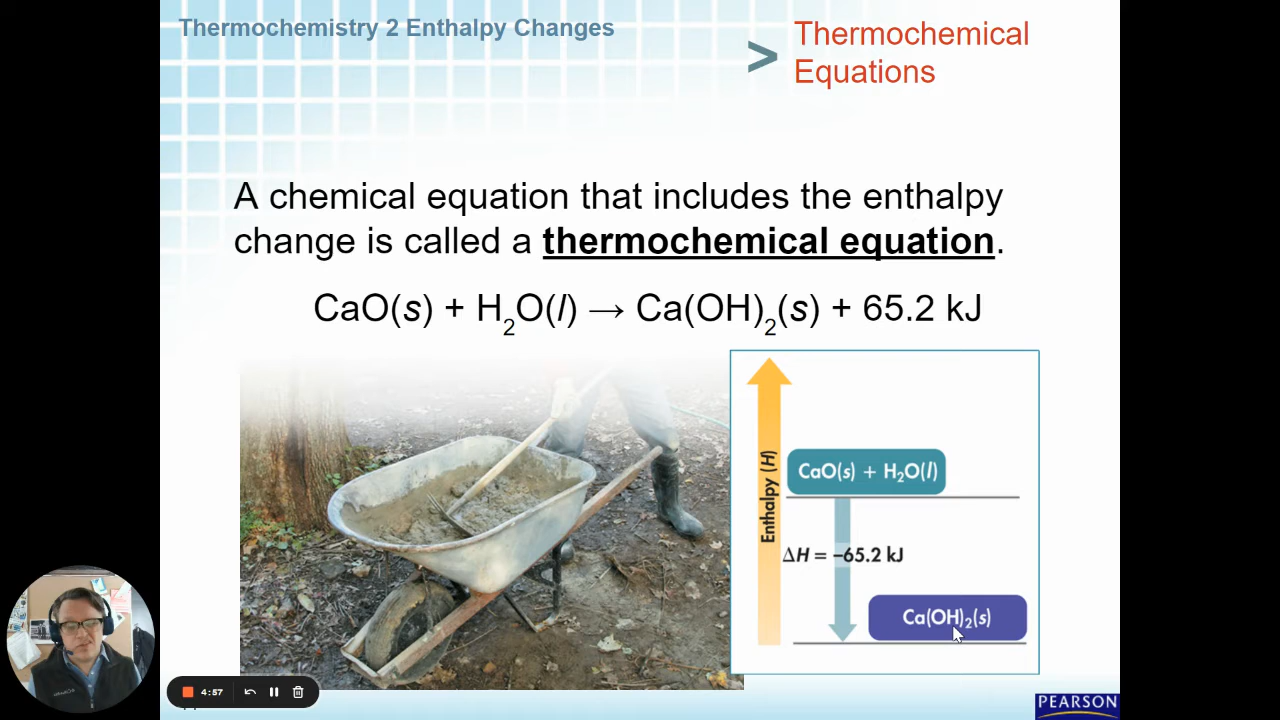 Thermochemistry 2 Enthalpy Changes
> Thermochemical
Equations
A chemical equation that includes the enthalpy
change is called a thermochemical equation.
CaO(s) + H₂O(l) → Ca(OH)₂(s) + 65.2 kJ
Enthalpy (H)
CaO(s) + H₂O(l)
ΔH = –65.2 kJ
Ca(OH)₂(s)
4:57
PEARSON